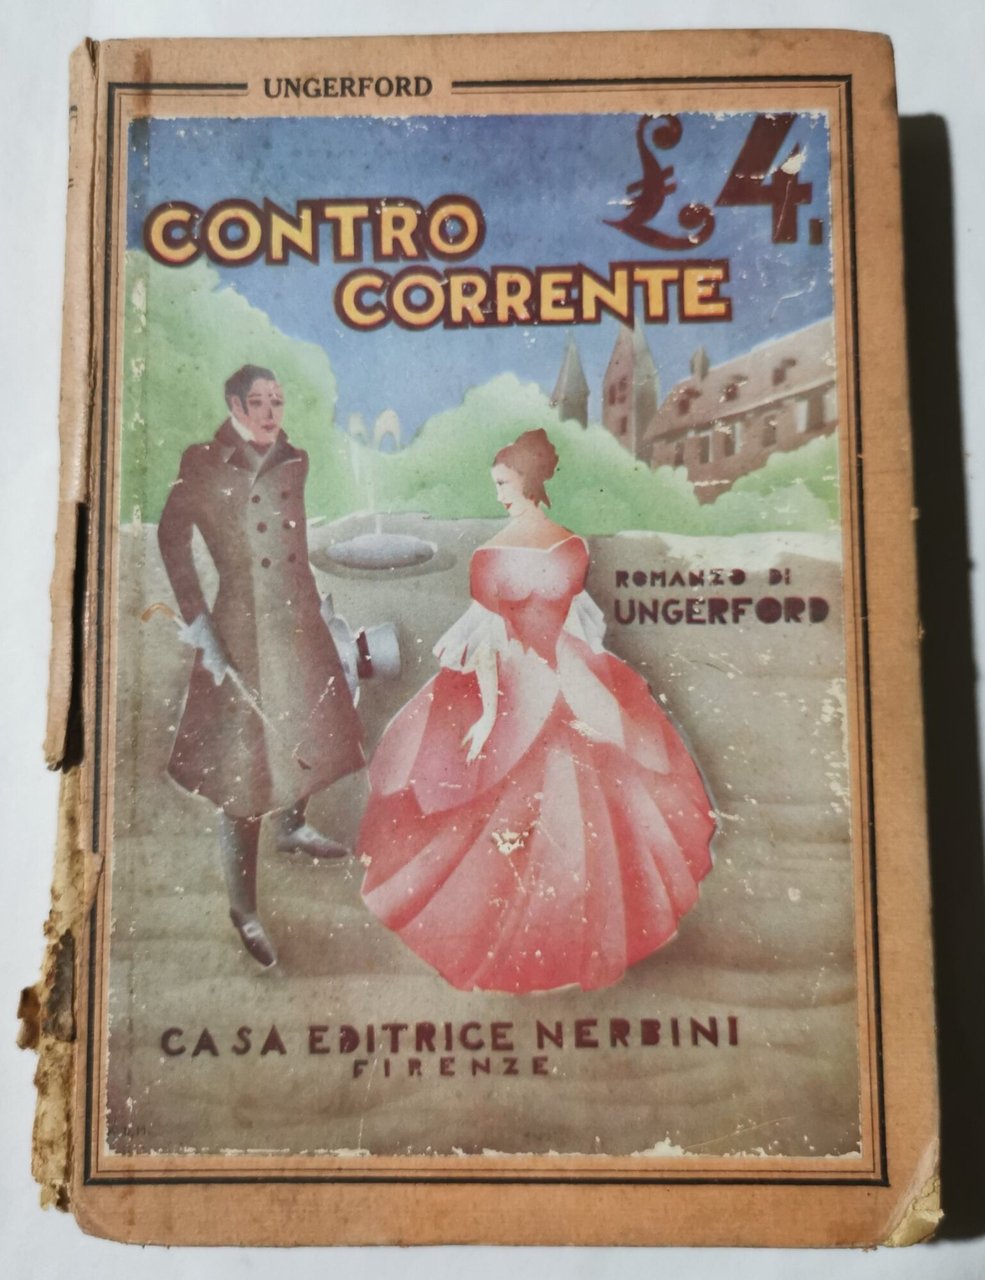 UNGERFORD
£4.
CONTRO
CORRENTE
ROMANZO DI
UNGERFORD
CASA EDITRICE NERBINI
FIRENZE